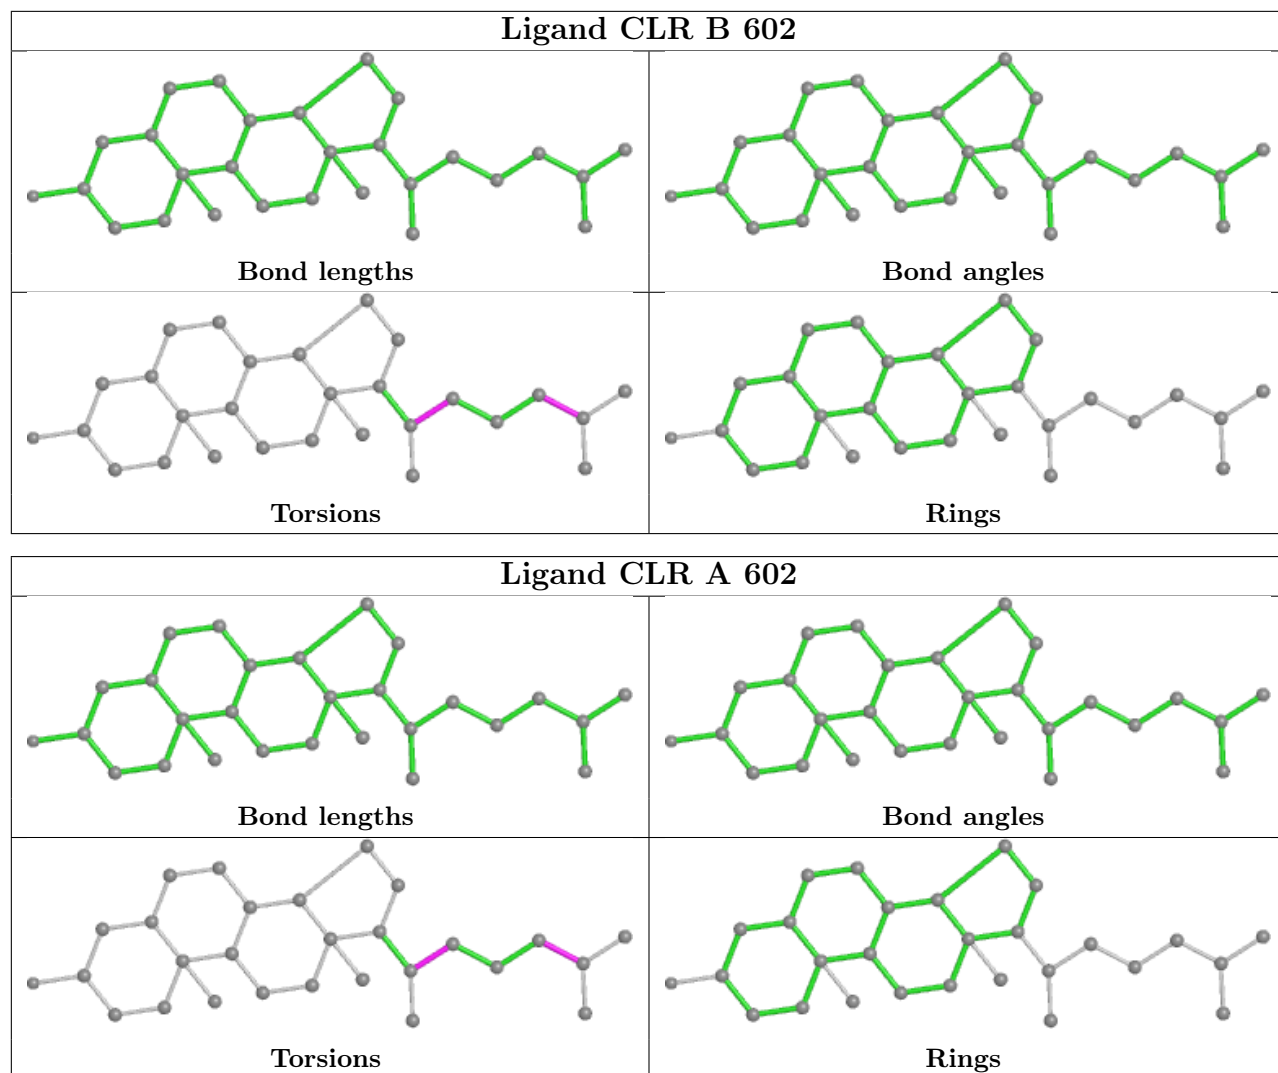 Ligand CLR B 602
Bond lengths
Bond angles
Torsions
Rings
Ligand CLR A 602
Bond lengths
Bond angles
Torsions
Rings